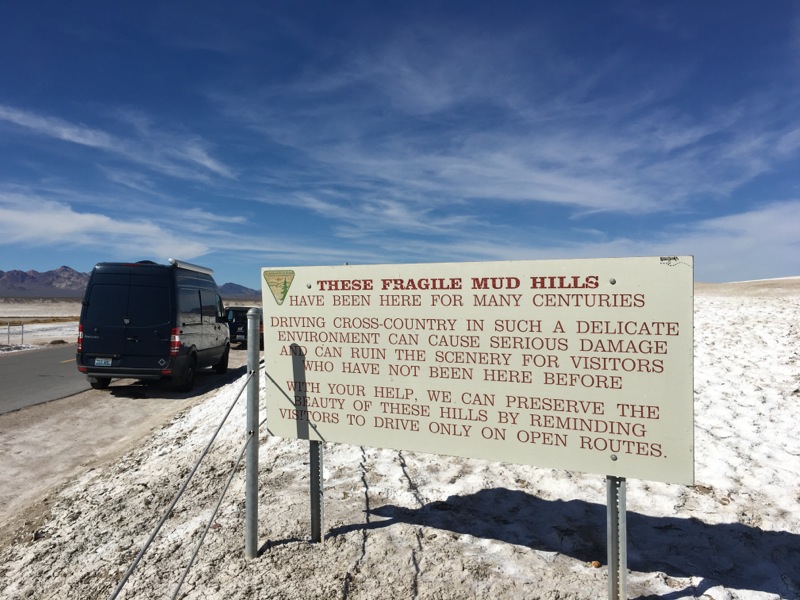 THESE FRAGILE MUD HILLS
HAVE BEEN HERE FOR MANY CENTURIES
DRIVING CROSS-COUNTRY IN SUCH A DELICATE
ENVIRONMENT CAN CAUSE SERIOUS DAMAGE
AND CAN RUIN THE SCENERY FOR VISITORS
WHO HAVE NOT BEEN HERE BEFORE
WITH YOUR HELP, WE CAN PRESERVE THE
BEAUTY OF THESE HILLS BY REMINDING
VISITORS TO DRIVE ONLY ON OPEN ROUTES.